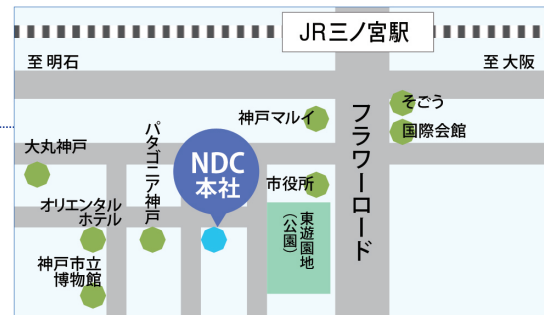 JR三ノ宮駅
至 明石
至 大阪
そごう
国際会館
神戸マルイ
フラワーロード
大丸神戸
パタゴニア神戸
NDC
本社
市役所
オリエンタル
ホテル
東遊園地
（公園）
神戸市立
博物館